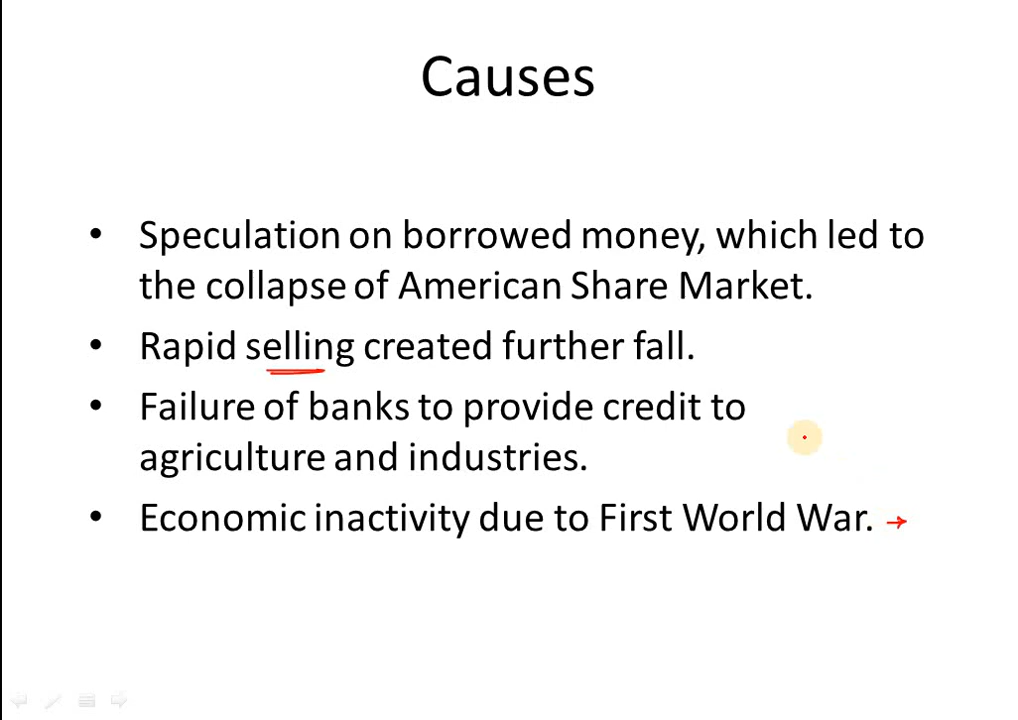 Causes
• Speculation on borrowed money, which led to
the collapse of American Share Market.
• Rapid selling created further fall.
• Failure of banks to provide credit to
agriculture and industries.
• Economic inactivity due to First World War. →